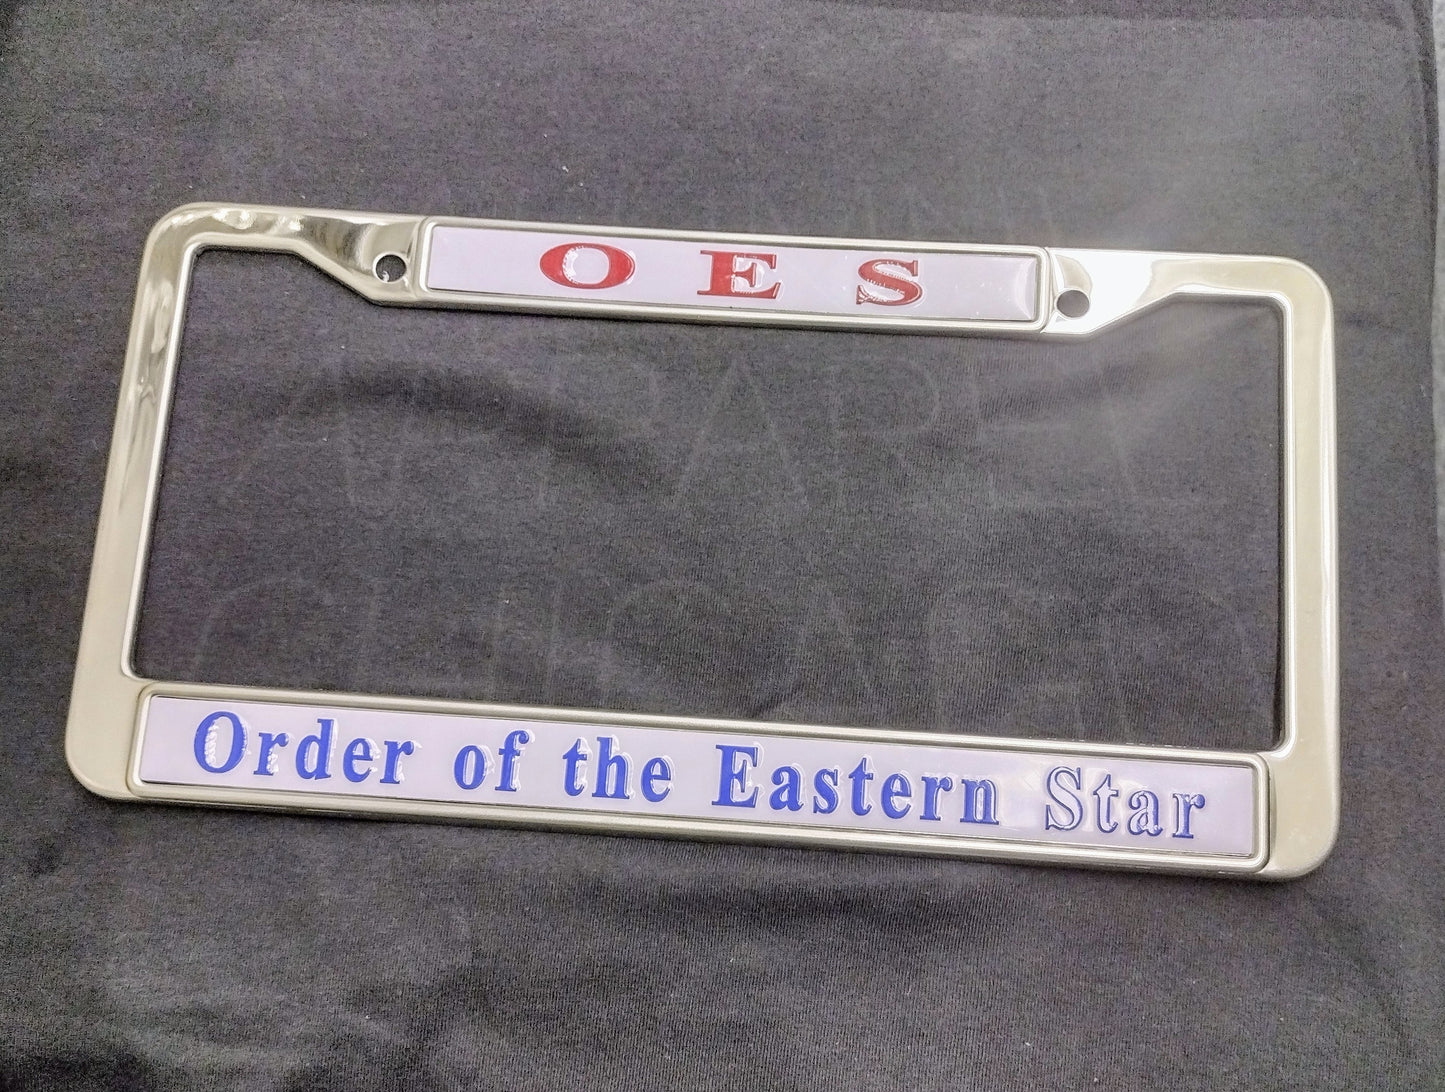 OES
Order of the Eastern Star